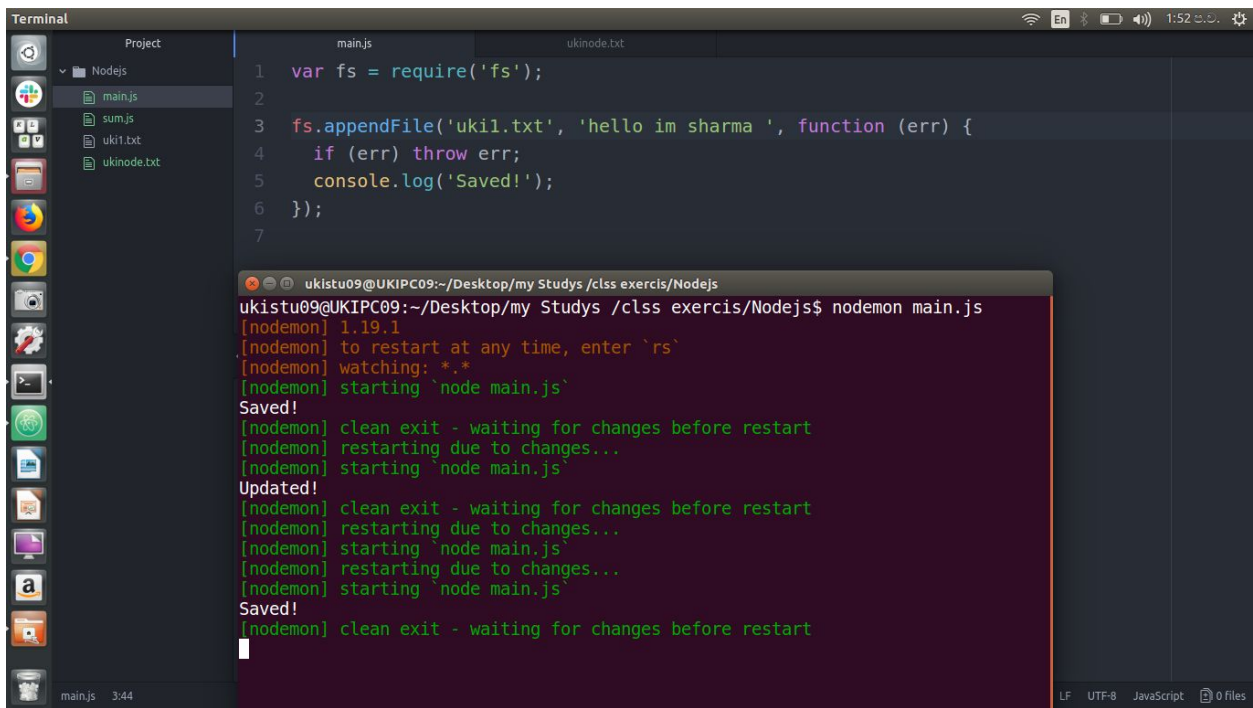 Terminal
En
1:52 ප.ව.
Project
Nodejs
main.js
sum.js
uki1.txt
ukinode.txt
main.js
ukinode.txt
1 var fs = require('fs');
2
3 fs.appendFile('uki1.txt', 'hello im sharma ', function (err) {
4 if (err) throw err;
5 console.log('Saved!');
6 });
7
ukistu09@UKIPC09:~/Desktop/my Studys /clss exercis/Nodejs
ukistu09@UKIPC09:~/Desktop/my Studys /clss exercis/Nodejs$ nodemon main.js
[nodemon] 1.19.1
[nodemon] to restart at any time, enter `rs`
[nodemon] watching: *.*
[nodemon] starting `node main.js`
Saved!
[nodemon] clean exit - waiting for changes before restart
[nodemon] restarting due to changes...
[nodemon] starting `node main.js`
Updated!
[nodemon] clean exit - waiting for changes before restart
[nodemon] restarting due to changes...
[nodemon] starting `node main.js`
[nodemon] restarting due to changes...
[nodemon] starting `node main.js`
Saved!
[nodemon] clean exit - waiting for changes before restart
main.js 3:44
LF UTF-8 JavaScript 0 files